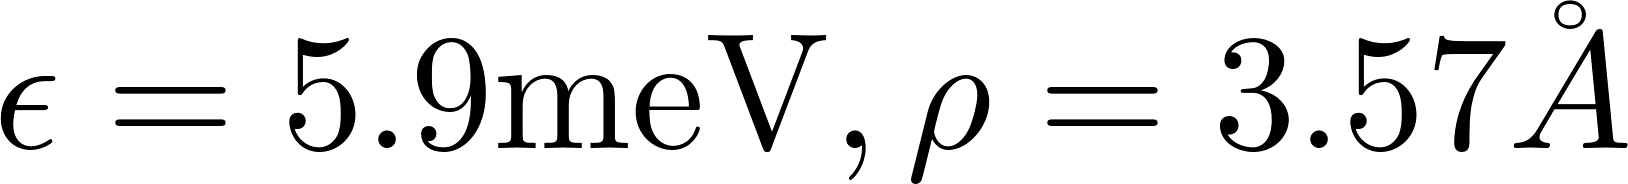 ϵ = 5.9meV, ρ = 3.57Å